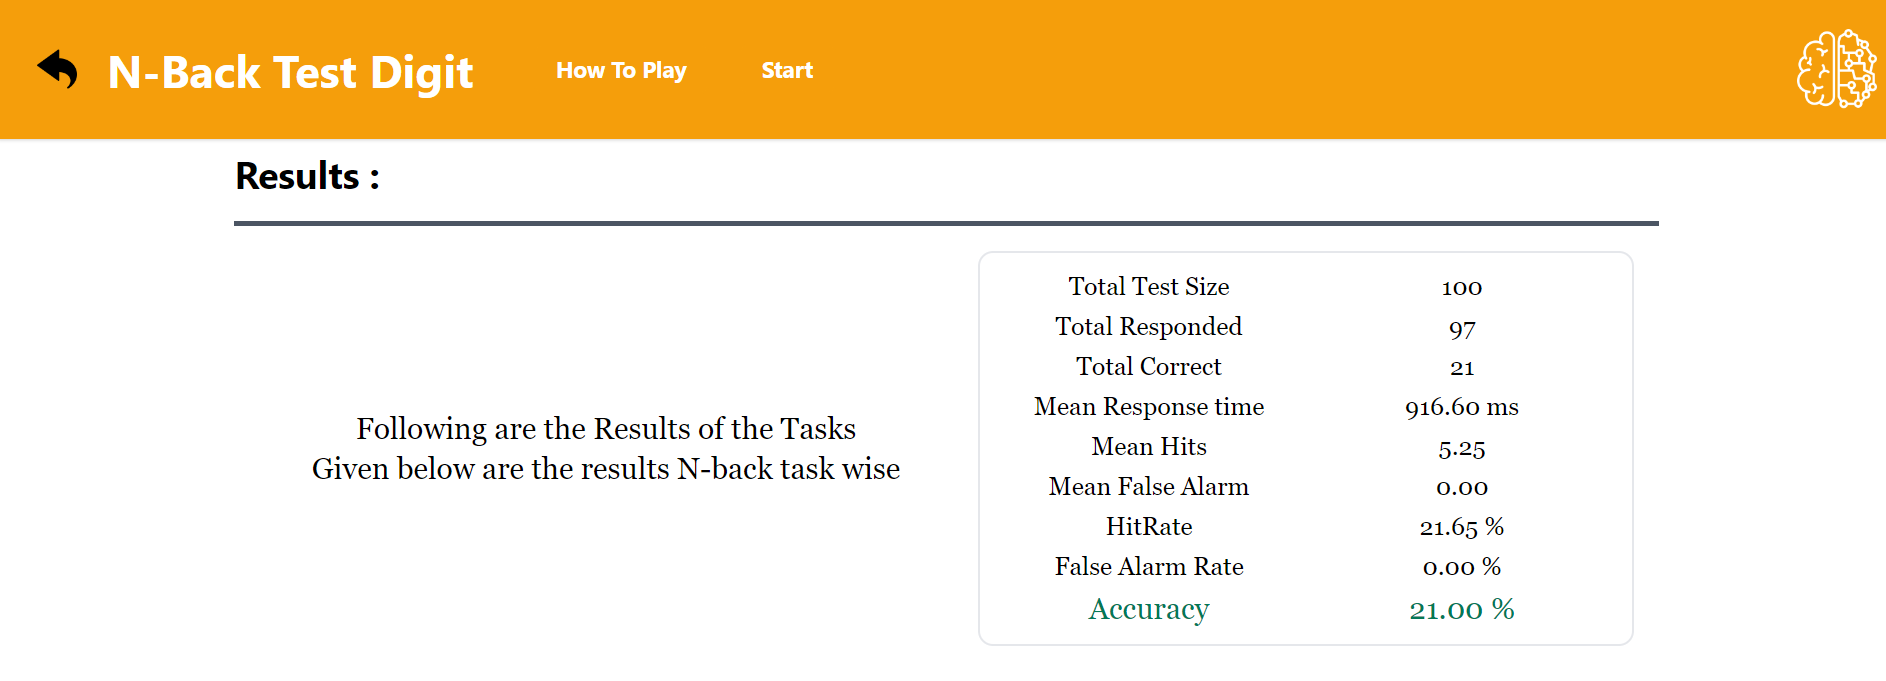 N-Back Test Digit
How To Play
Start
Results :
Following are the Results of the Tasks
Given below are the results N-back task wise
Total Test Size 100
Total Responded 97
Total Correct 21
Mean Response time 916.60 ms
Mean Hits 5.25
Mean False Alarm 0.00
HitRate 21.65 %
False Alarm Rate 0.00 %
Accuracy 21.00 %